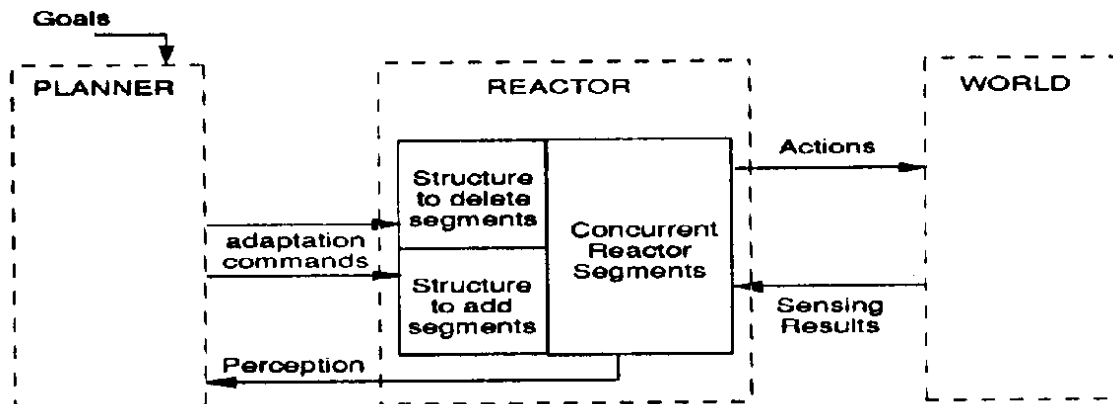 Goals
PLANNER
REACTOR
WORLD
Structure
to delete
segments
Structure
to add
segments
Concurrent
Reactor
Segments
adaptation
commands
Perception
Actions
Sensing
Results